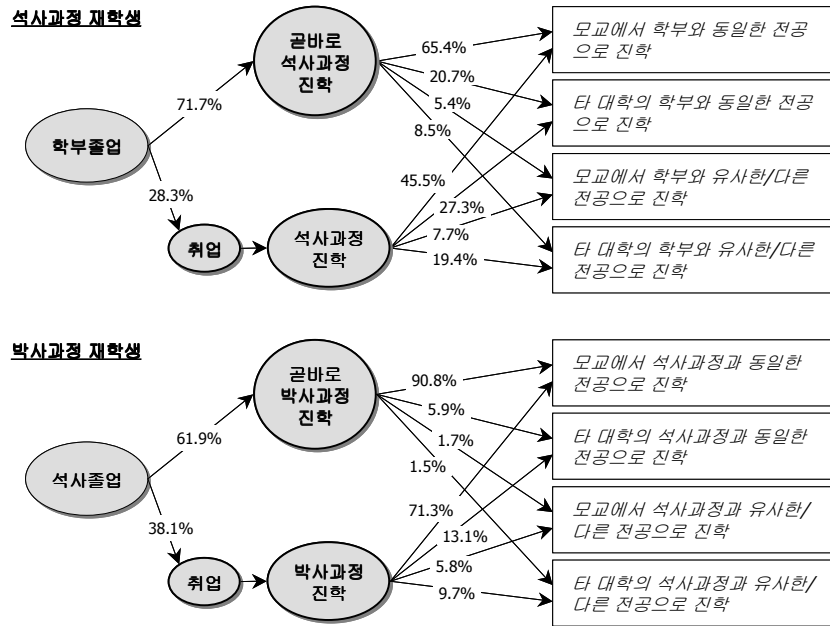 석사과정 재학생
곧바로
석사과정
진학
71.7%
학부졸업
28.3%
취업
석사과정
진학
65.4%
20.7%
5.4%
8.5%
45.5%
27.3%
7.7%
19.4%
모교에서 학부와 동일한 전공
으로 진학
타 대학의 학부와 동일한 전공
으로 진학
모교에서 학부와 유사한/다른
전공으로 진학
타 대학의 학부와 유사한/다른
전공으로 진학
박사과정 재학생
곧바로
박사과정
진학
61.9%
석사졸업
38.1%
취업
박사과정
진학
90.8%
5.9%
1.7%
1.5%
71.3%
13.1%
5.8%
9.7%
모교에서 석사과정과 동일한
전공으로 진학
타 대학의 석사과정과 동일한
전공으로 진학
모교에서 석사과정과 유사한/
다른 전공으로 진학
타 대학의 석사과정과 유사한/
다른 전공으로 진학